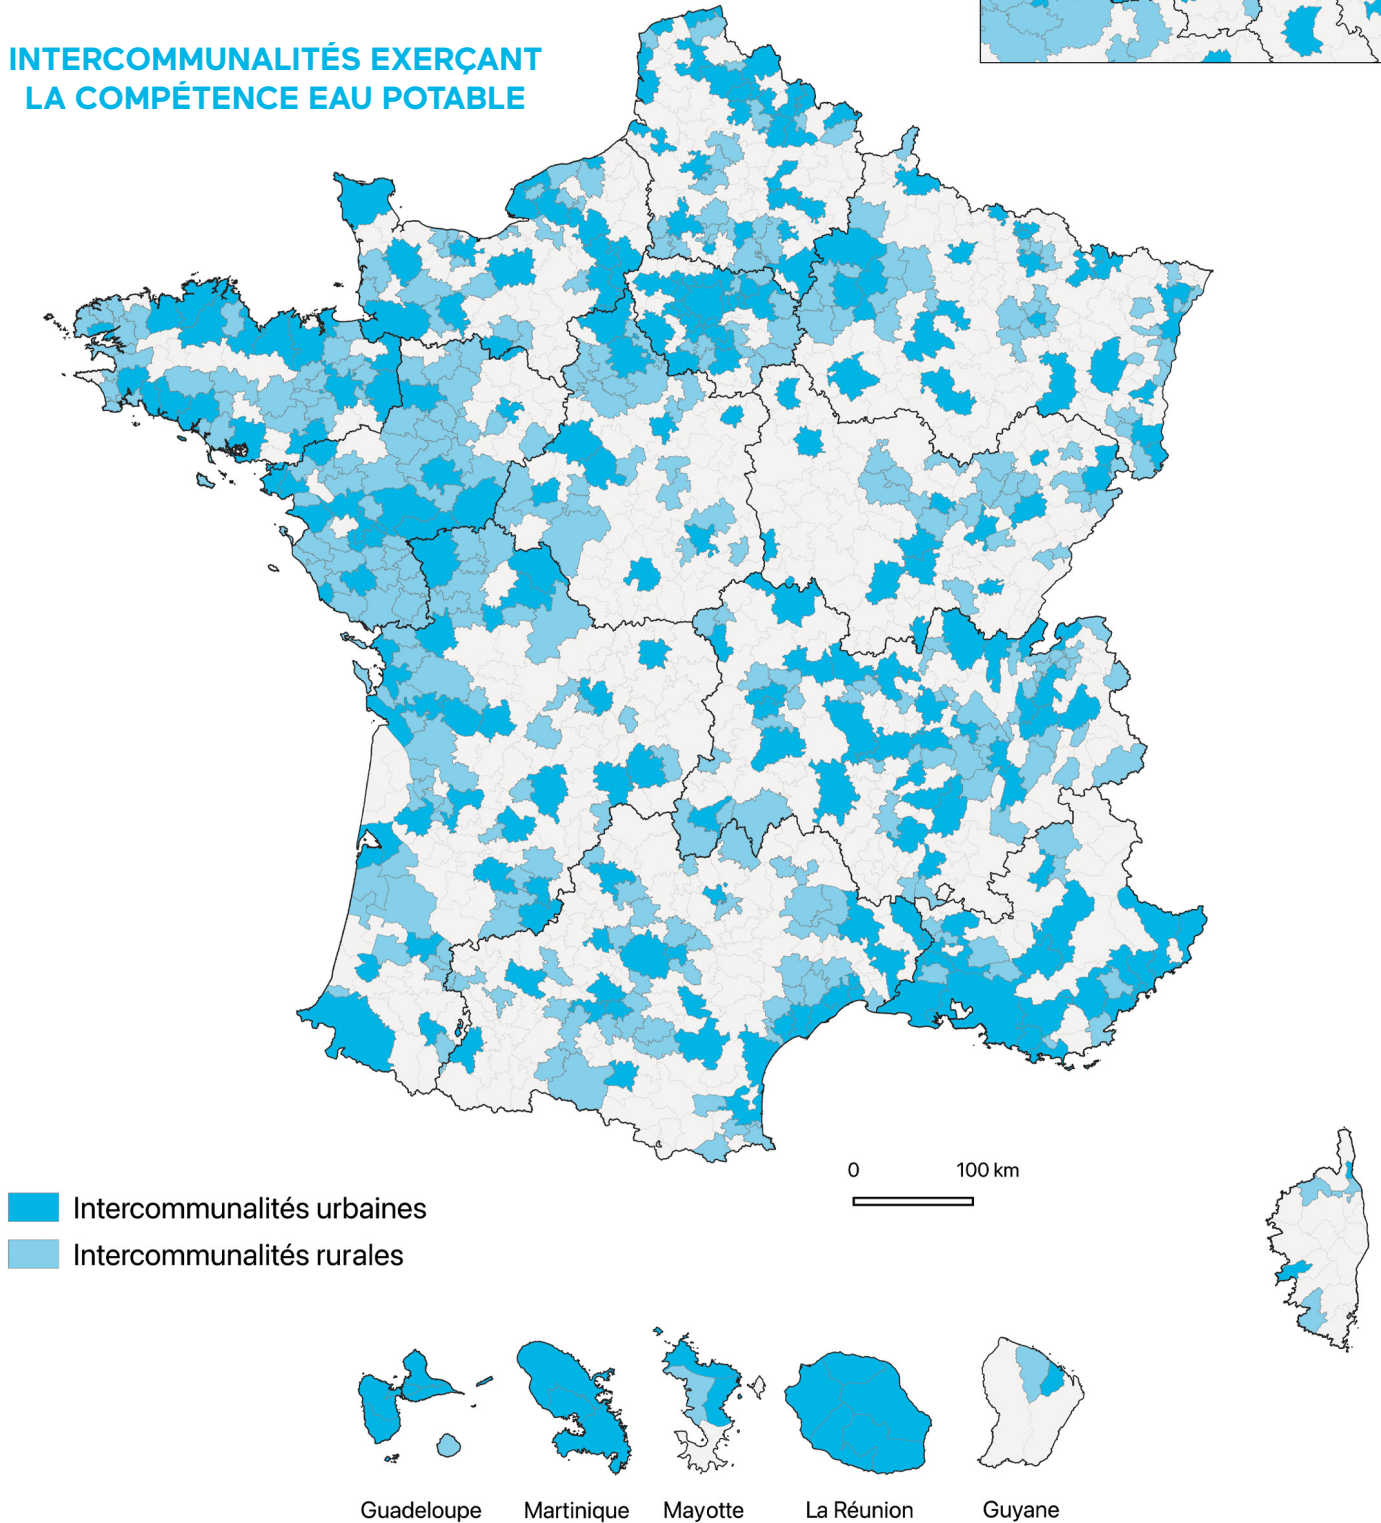 INTERCOMMUNALITÉS EXERÇANT
LA COMPÉTENCE EAU POTABLE
0 100 km
Intercommunalités urbaines
Intercommunalités rurales
Guadeloupe Martinique Mayotte La Réunion Guyane